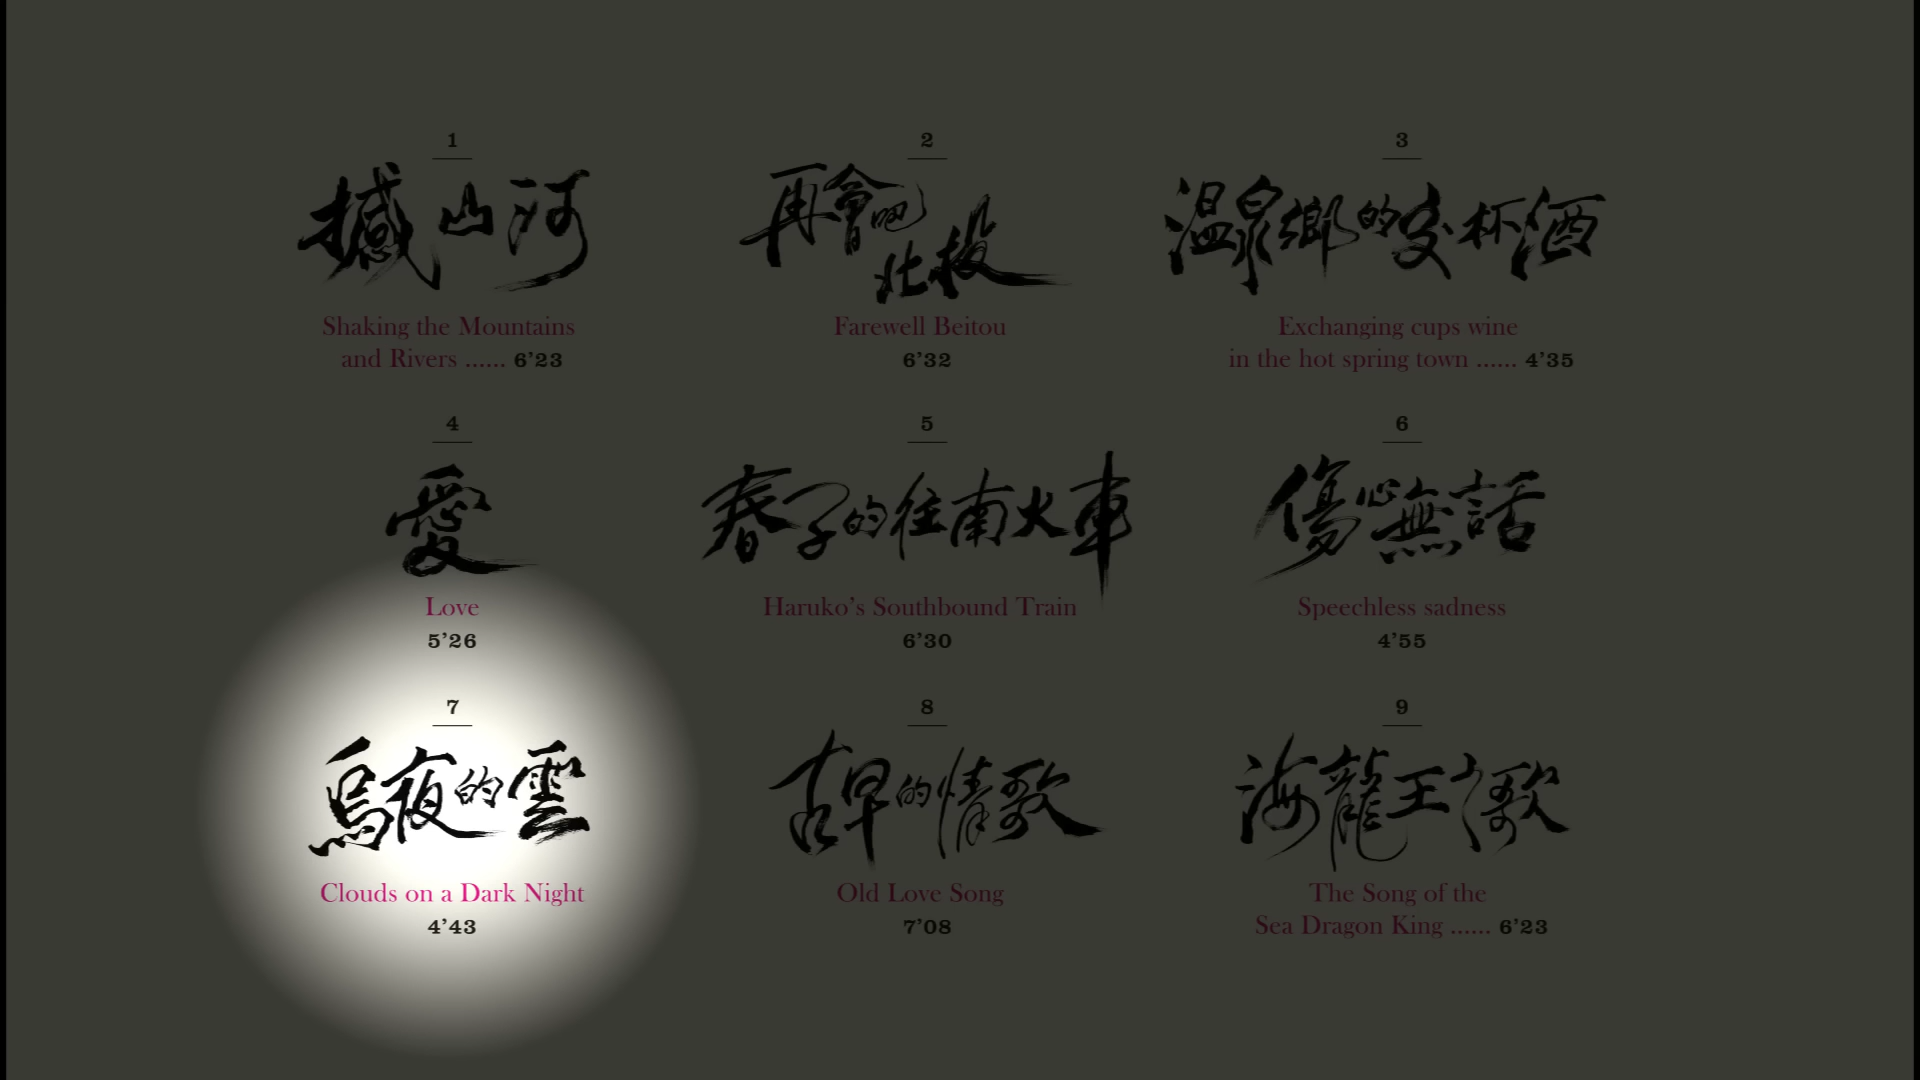 1
撼山河
Shaking the Mountains
and Rivers ...... 6’23
2
再會吧
北投
Farewell Beitou
6’32
3
溫泉鄉的交杯酒
Exchanging cups wine
in the hot spring town ...... 4’35
4
愛
Love
5’26
5
春子的往南火車
Haruko’s Southbound Train
6’30
6
傷心無話
Speechless sadness
4’55
7
烏夜的雲
Clouds on a Dark Night
4’43
8
古早的情歌
Old Love Song
7’08
9
海龍王歌
The Song of the
Sea Dragon King ...... 6’23